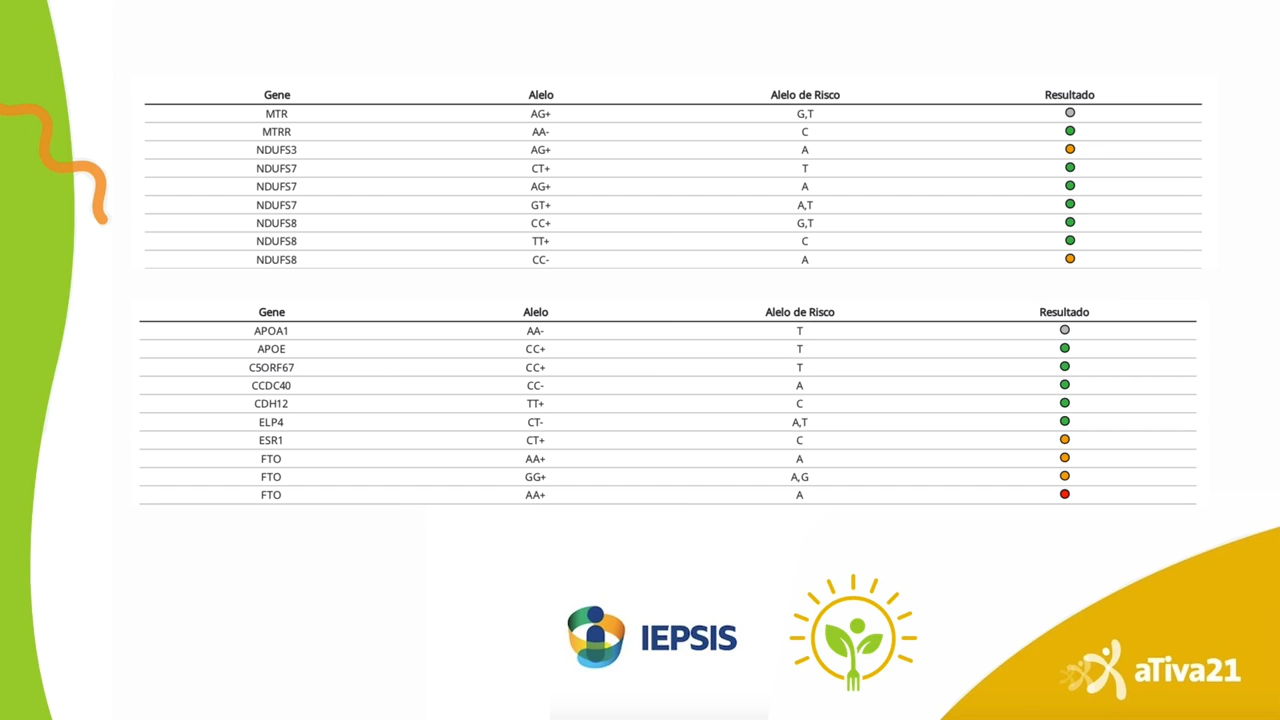 Gene Alelo Alelo de Risco Resultado
MTR AG+ G,T
MTRR AA- C
NDUFS3 AG+ A
NDUFS7 CT+ T
NDUFS7 AG+ A
NDUFS7 GT+ A,T
NDUFS8 CC+ G,T
NDUFS8 TT+ C
NDUFS8 CC- A
Gene Alelo Alelo de Risco Resultado
APOA1 AA- T
APOE CC+ T
C5ORF67 CC+ T
CCDC40 CC- A
CDH12 TT+ C
ELP4 CT- A,T
ESR1 CT+ C
FTO AA+ A
FTO GG+ A,G
FTO AA+ A
IEPSIS
aTiva21